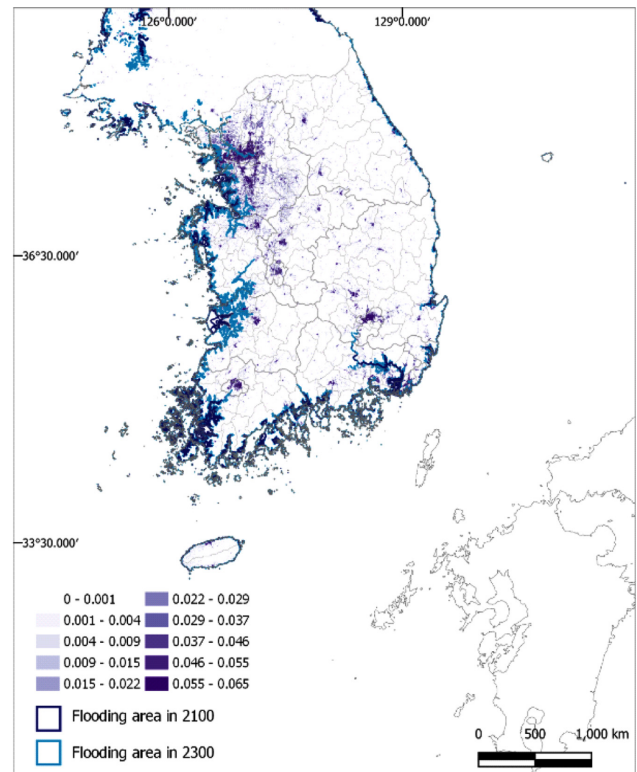 126°0.000′ 129°0.000′
36°30.000′
33°30.000′
0 - 0.001 0.022 - 0.029
0.001 - 0.004 0.029 - 0.037
0.004 - 0.009 0.037 - 0.046
0.009 - 0.015 0.046 - 0.055
0.015 - 0.022 0.055 - 0.065
Flooding area in 2100
Flooding area in 2300
0 500 1,000 km